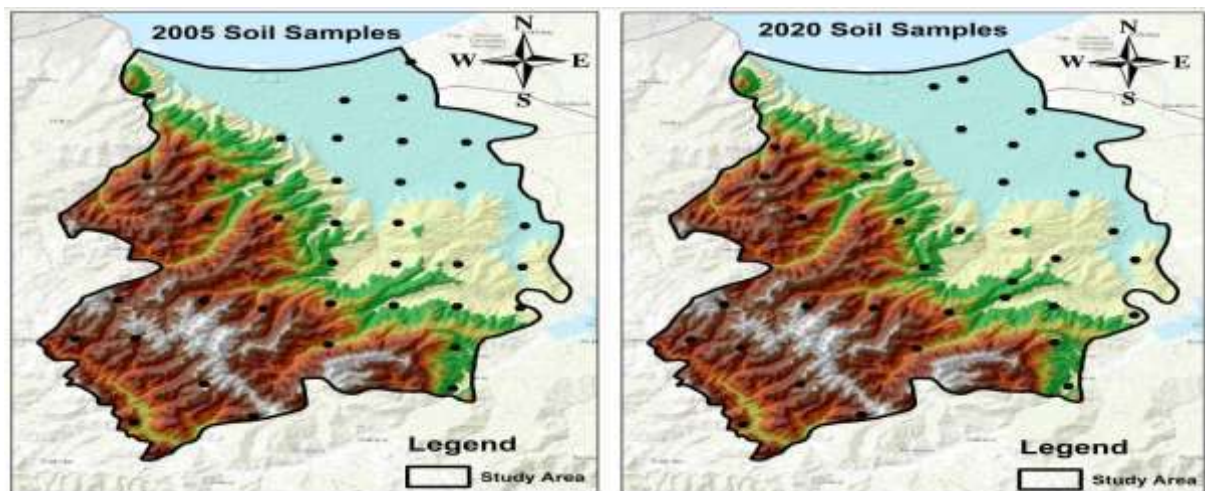 2005 Soil Samples
N
W E
S
Legend
Study Area
2020 Soil Samples
N
W E
S
Legend
Study Area